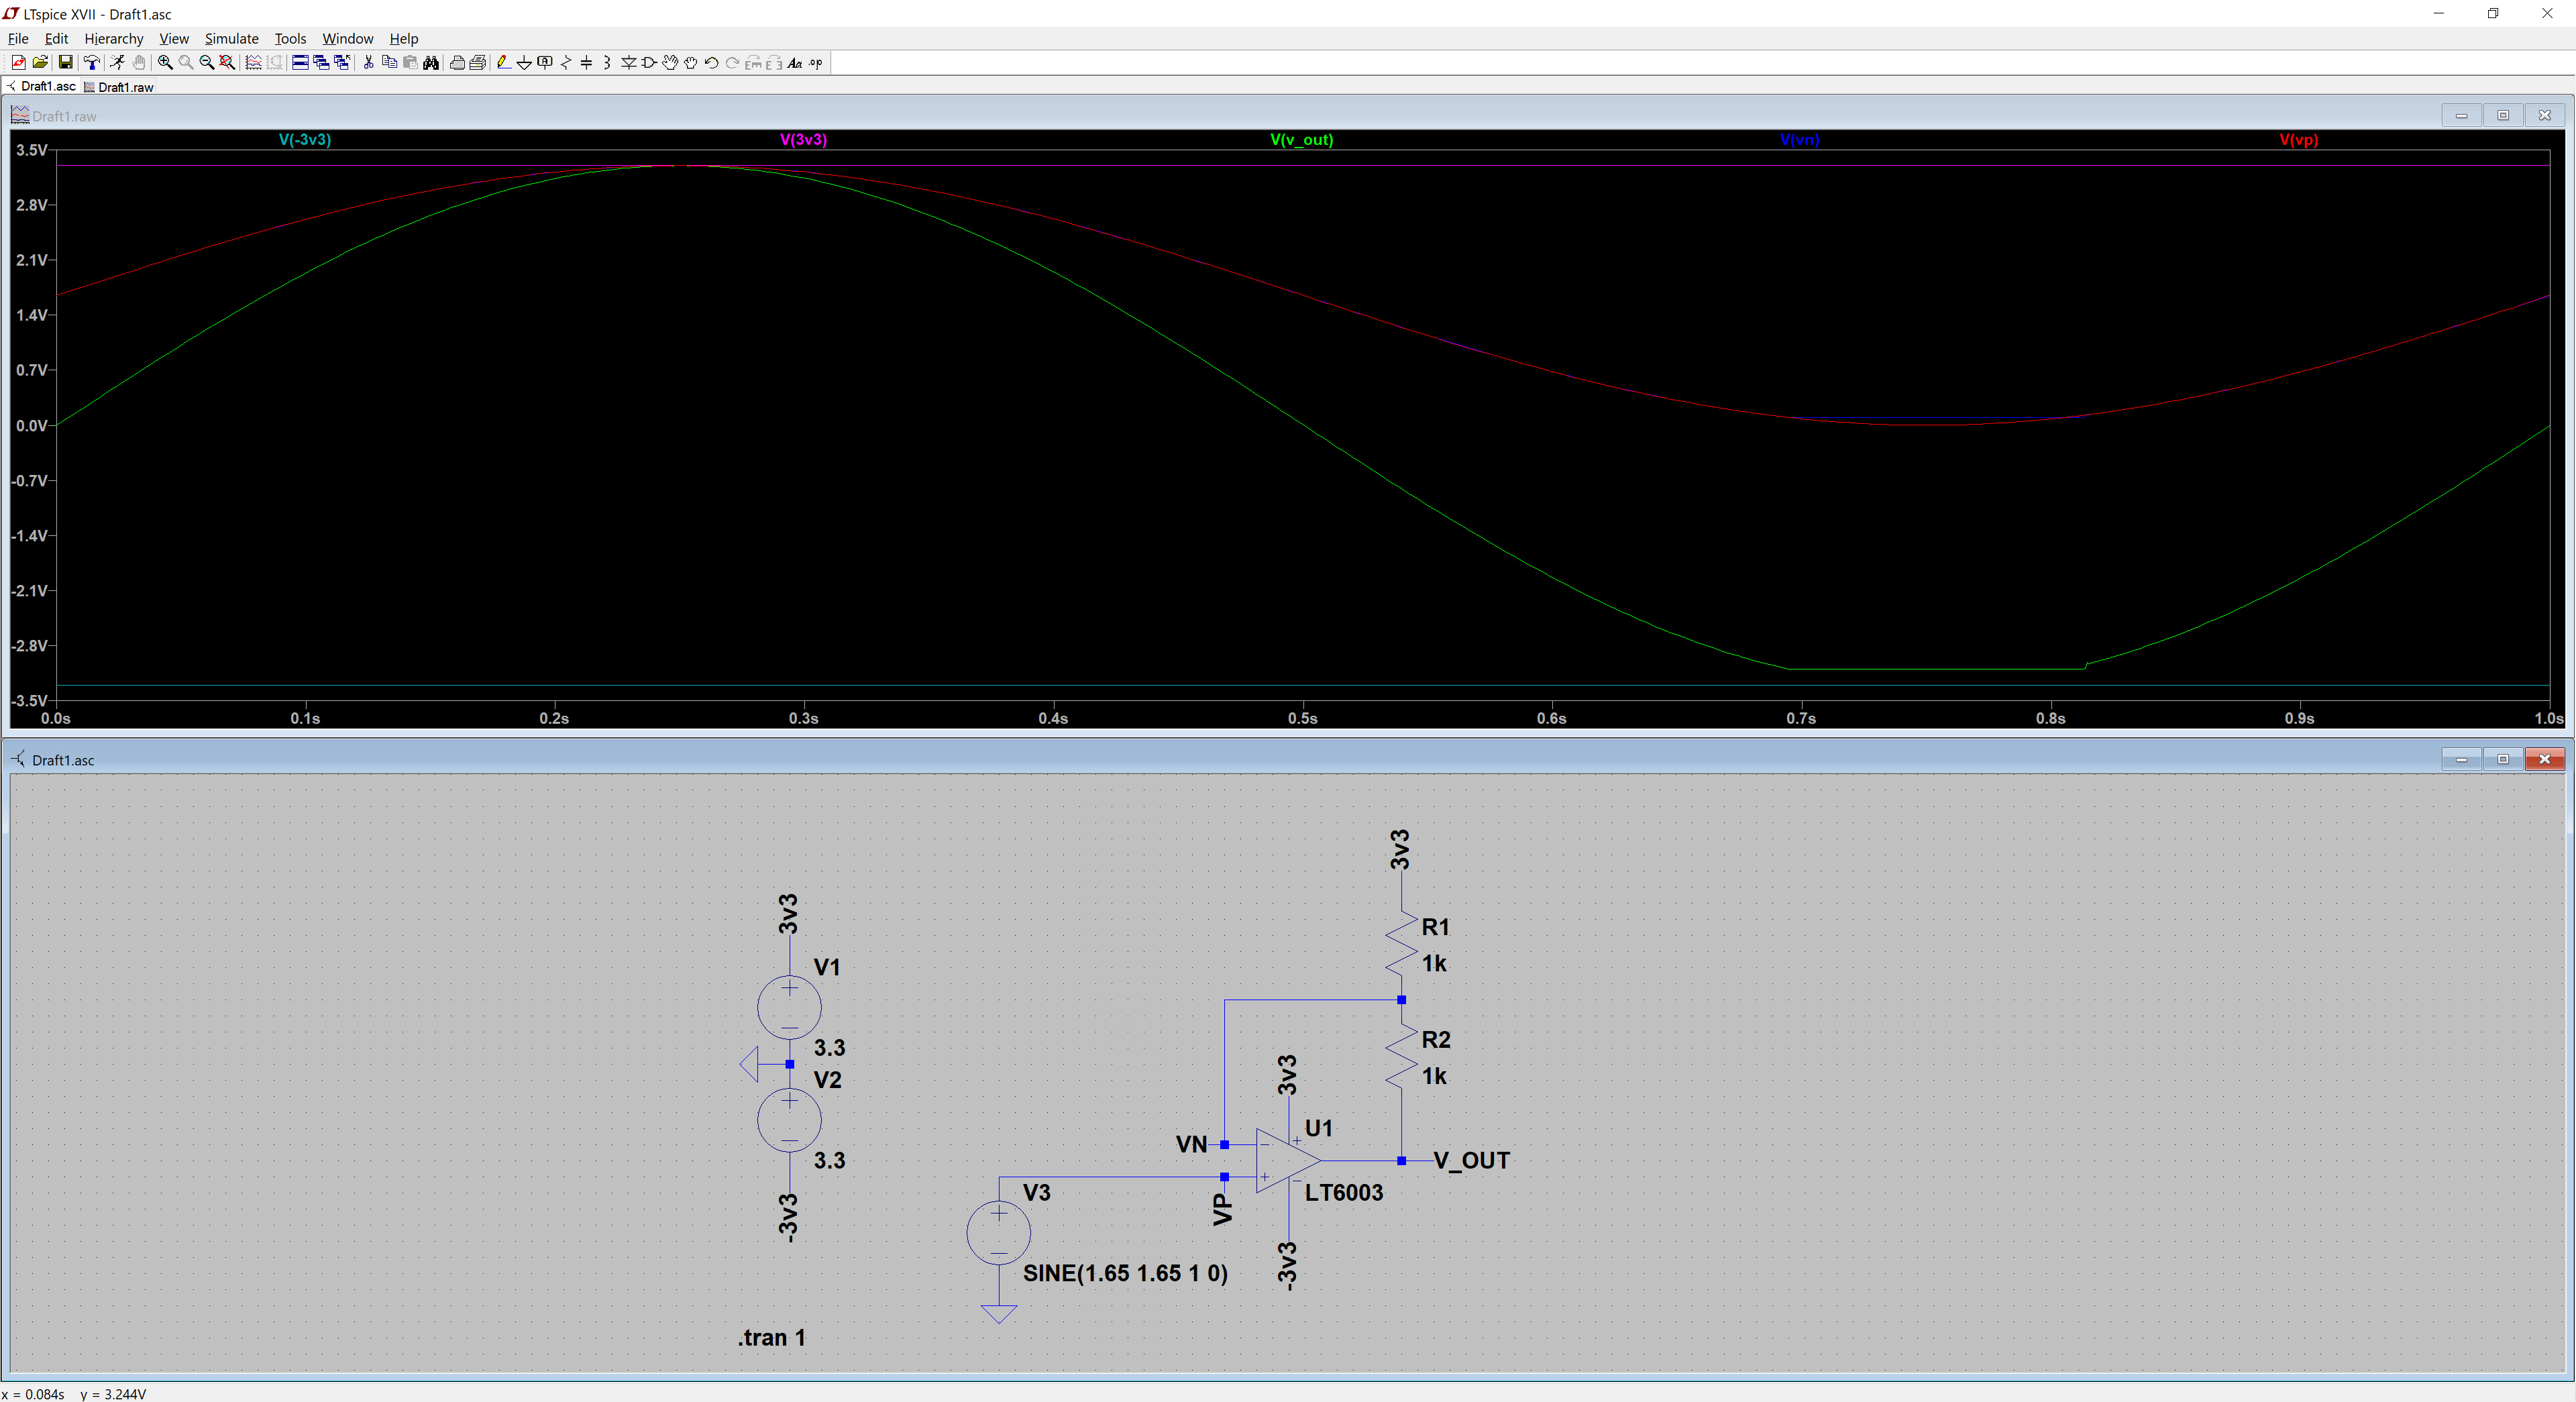 LTspice XVII - Draft1.asc
File Edit Hierarchy View Simulate Tools Window Help
Draft1.asc Draft1.raw
Draft1.raw
V(-3v3) V(3v3) V(v_out) V(vn) V(vp)
3.5V
2.8V
2.1V
1.4V
0.7V
0.0V
-0.7V
-1.4V
-2.1V
-2.8V
-3.5V
0.0s 0.1s 0.2s 0.3s 0.4s 0.5s 0.6s 0.7s 0.8s 0.9s 1.0s
Draft1.asc
3v3
V1
3.3
V2
3.3
-3v3
.tran 1
3v3
R1
1k
R2
1k
3v3
U1
VN
V_OUT
LT6003
VP
-3v3
V3
SINE(1.65 1.65 1 0)
x = 0.084s y = 3.244V